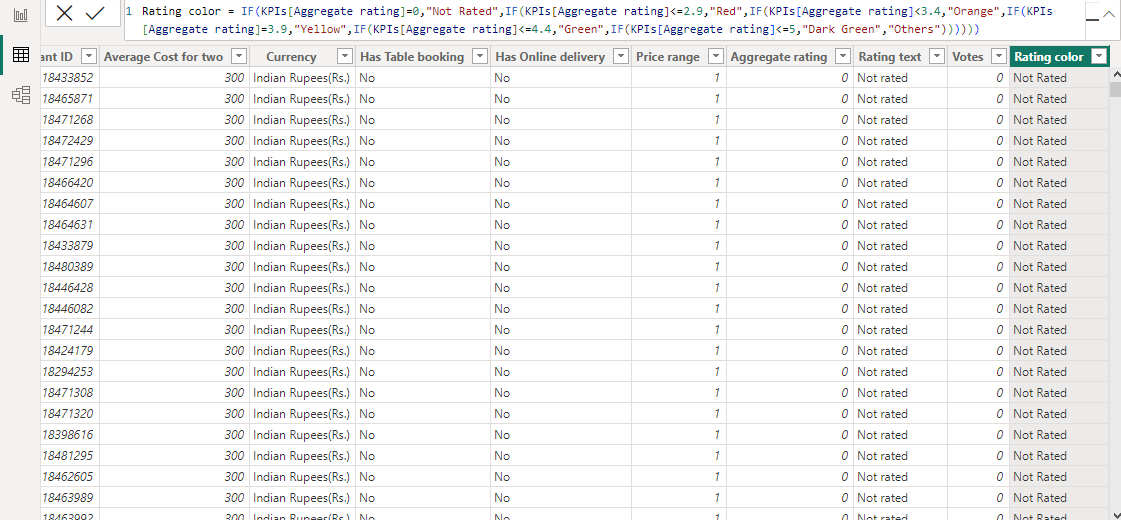 1 Rating color = IF(KPIs[Aggregate rating]=0,"Not Rated",IF(KPIs[Aggregate rating]<=2.9,"Red",IF(KPIs[Aggregate rating]<3.4,"Orange",IF(KPIs
[Aggregate rating]=3.9,"Yellow",IF(KPIs[Aggregate rating]<=4.4,"Green",IF(KPIs[Aggregate rating]<=5,"Dark Green","Others"))))))
ant ID Average Cost for two Currency Has Table booking Has Online delivery Price range Aggregate rating Rating text Votes Rating color
18433852 300 Indian Rupees(Rs.) No No 1 0 Not rated 0 Not Rated
18465871 300 Indian Rupees(Rs.) No No 1 0 Not rated 0 Not Rated
18471268 300 Indian Rupees(Rs.) No No 1 0 Not rated 0 Not Rated
18472429 300 Indian Rupees(Rs.) No No 1 0 Not rated 0 Not Rated
18471296 300 Indian Rupees(Rs.) No No 1 0 Not rated 0 Not Rated
18466420 300 Indian Rupees(Rs.) No No 1 0 Not rated 0 Not Rated
18464607 300 Indian Rupees(Rs.) No No 1 0 Not rated 0 Not Rated
18464631 300 Indian Rupees(Rs.) No No 1 0 Not rated 0 Not Rated
18433879 300 Indian Rupees(Rs.) No No 1 0 Not rated 0 Not Rated
18480389 300 Indian Rupees(Rs.) No No 1 0 Not rated 0 Not Rated
18446428 300 Indian Rupees(Rs.) No No 1 0 Not rated 0 Not Rated
18446082 300 Indian Rupees(Rs.) No No 1 0 Not rated 0 Not Rated
18471244 300 Indian Rupees(Rs.) No No 1 0 Not rated 0 Not Rated
18424179 300 Indian Rupees(Rs.) No No 1 0 Not rated 0 Not Rated
18294253 300 Indian Rupees(Rs.) No No 1 0 Not rated 0 Not Rated
18471308 300 Indian Rupees(Rs.) No No 1 0 Not rated 0 Not Rated
18471320 300 Indian Rupees(Rs.) No No 1 0 Not rated 0 Not Rated
18398616 300 Indian Rupees(Rs.) No No 1 0 Not rated 0 Not Rated
18481295 300 Indian Rupees(Rs.) No No 1 0 Not rated 0 Not Rated
18462605 300 Indian Rupees(Rs.) No No 1 0 Not rated 0 Not Rated
18463989 300 Indian Rupees(Rs.) No No 1 0 Not rated 0 Not Rated
18463992 300 Indian Rupees(Rs.) No No 1 0 Not rated 0 Not Rated